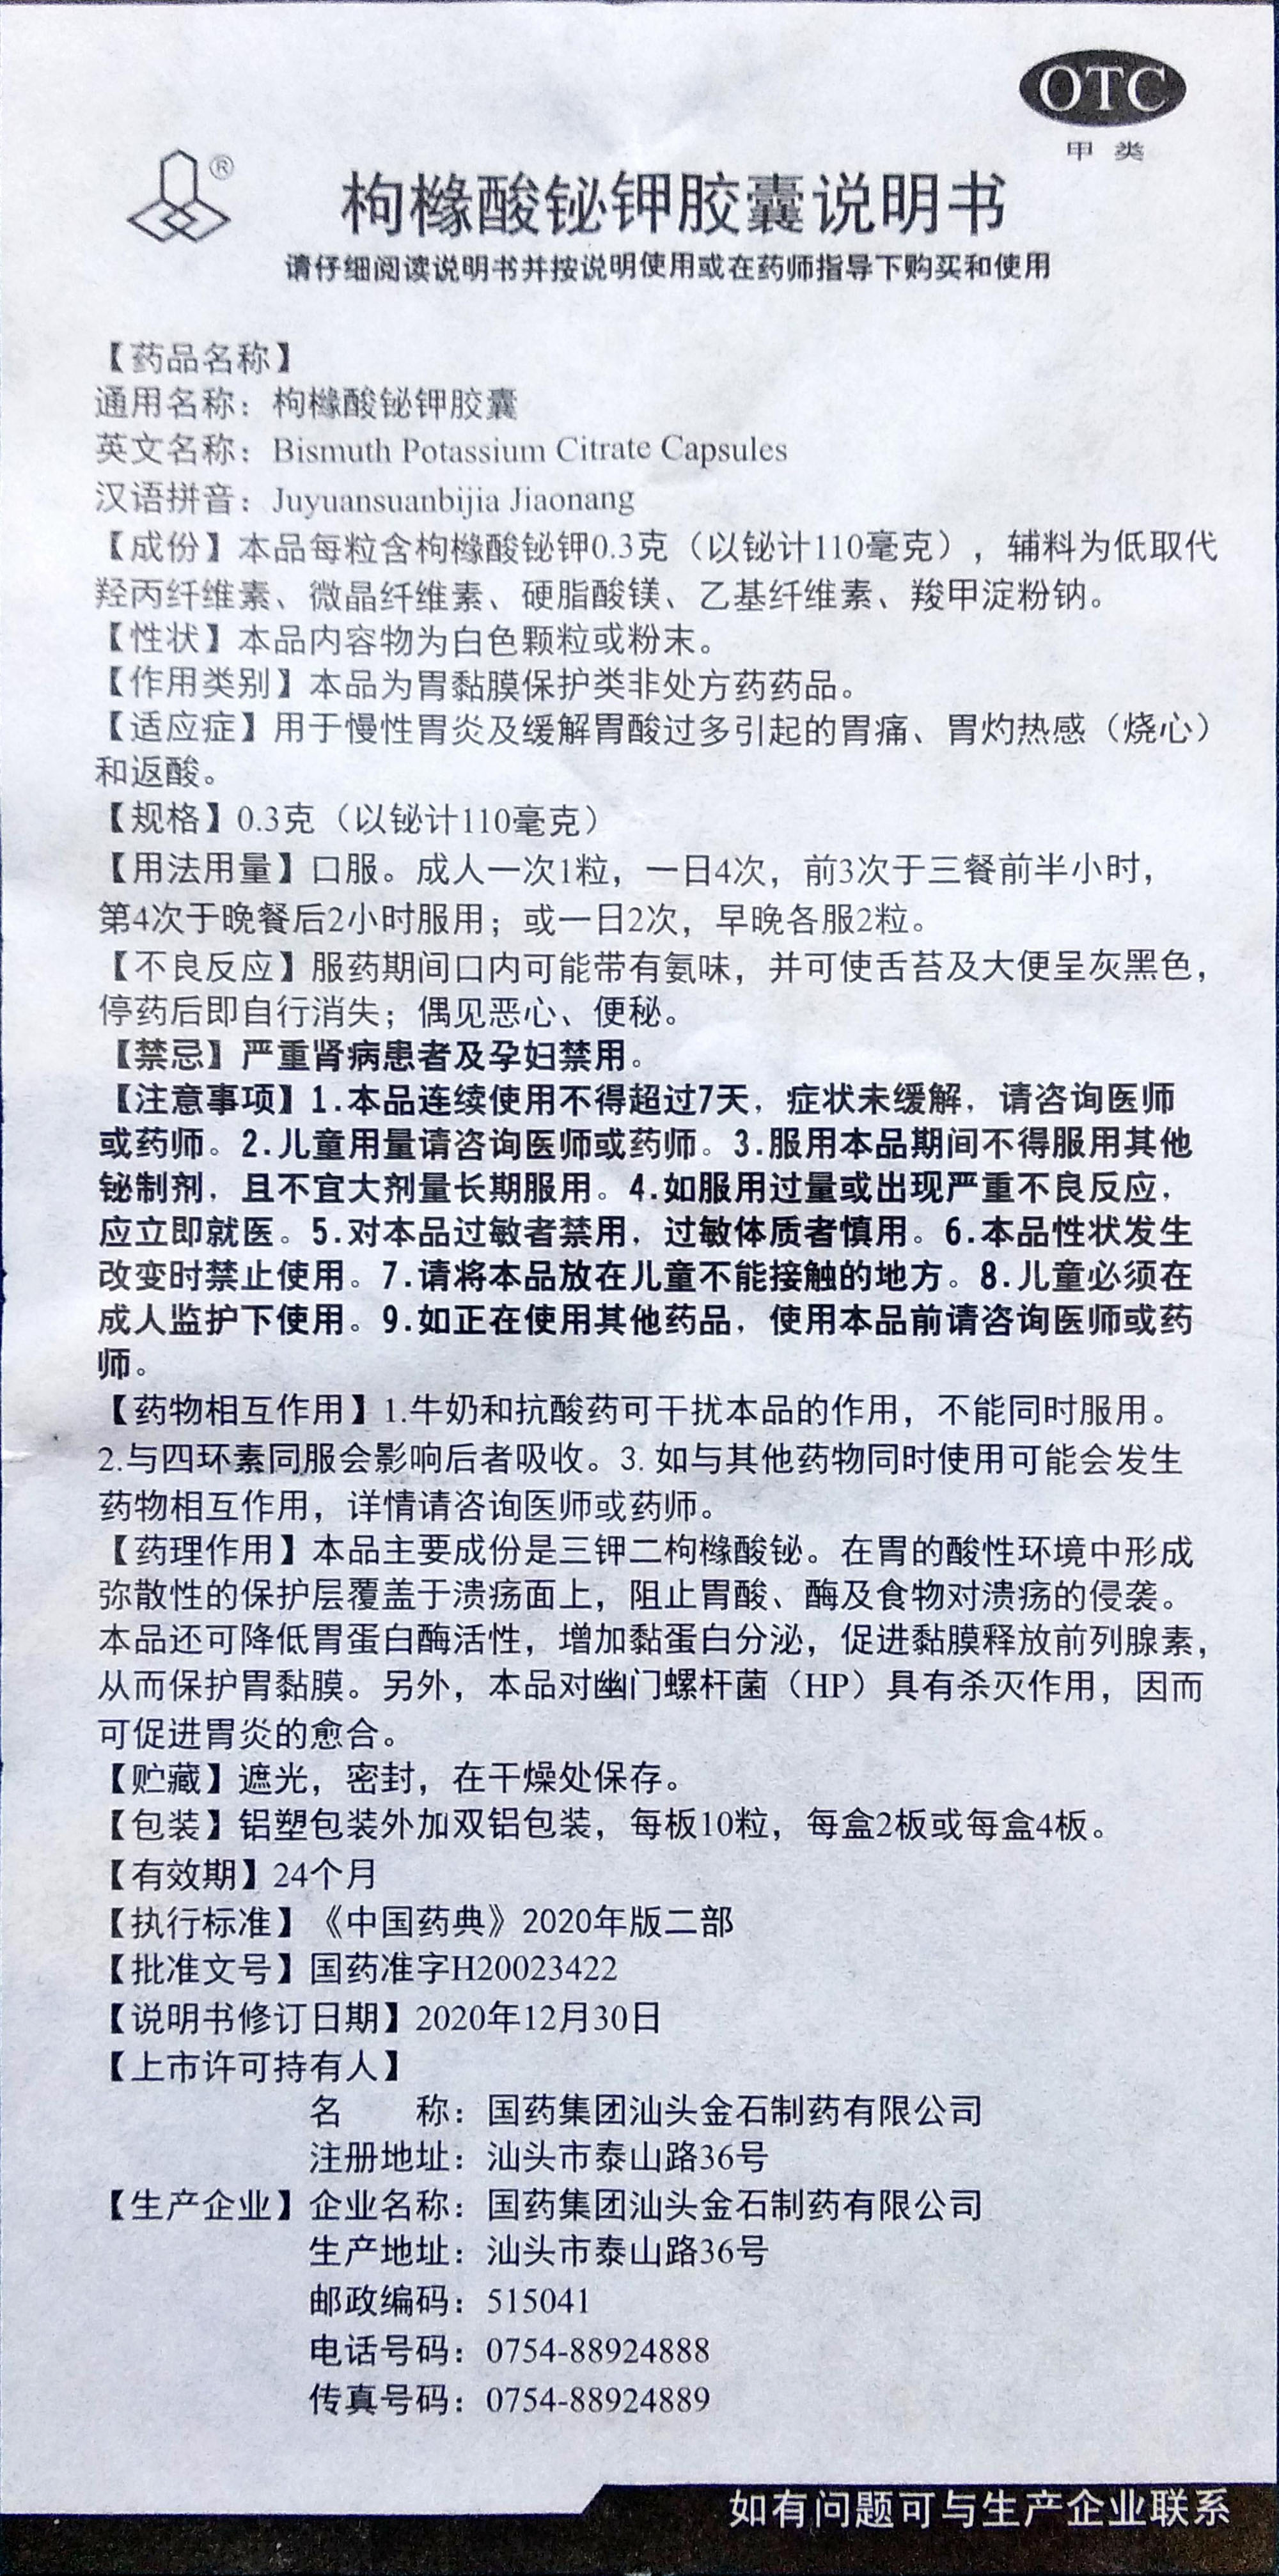 OTC
甲类
®
枸橼酸铋钾胶囊说明书
请仔细阅读说明书并按说明使用或在药师指导下购买和使用
【药品名称】
通用名称：枸橼酸铋钾胶囊
英文名称：Bismuth Potassium Citrate Capsules
汉语拼音：Juyuansuanbijia Jiaonang
【成份】本品每粒含枸橼酸铋钾0.3克（以铋计110毫克），辅料为低取代
羟丙纤维素、微晶纤维素、硬脂酸镁、乙基纤维素、羧甲淀粉钠。
【性状】本品内容物为白色颗粒或粉末。
【作用类别】本品为胃黏膜保护类非处方药药品。
【适应症】用于慢性胃炎及缓解胃酸过多引起的胃痛、胃灼热感（烧心）
和返酸。
【规格】0.3克（以铋计110毫克）
【用法用量】口服。成人一次1粒，一日4次，前3次于三餐前半小时，
第4次于晚餐后2小时服用；或一日2次，早晚各服2粒。
【不良反应】服药期间口内可能带有氨味，并可使舌苔及大便呈灰黑色，
停药后即自行消失；偶见恶心、便秘。
【禁忌】严重肾病患者及孕妇禁用。
【注意事项】1.本品连续使用不得超过7天，症状未缓解，请咨询医师
或药师。2.儿童用量请咨询医师或药师。3.服用本品期间不得服用其他
铋制剂，且不宜大剂量长期服用。4.如服用过量或出现严重不良反应，
应立即就医。5.对本品过敏者禁用，过敏体质者慎用。6.本品性状发生
改变时禁止使用。7.请将本品放在儿童不能接触的地方。8.儿童必须在
成人监护下使用。9.如正在使用其他药品，使用本品前请咨询医师或药
师。
【药物相互作用】1.牛奶和抗酸药可干扰本品的作用，不能同时服用。
2.与四环素同服会影响后者吸收。3. 如与其他药物同时使用可能会发生
药物相互作用，详情请咨询医师或药师。
【药理作用】本品主要成份是三钾二枸橼酸铋。在胃的酸性环境中形成
弥散性的保护层覆盖于溃疡面上，阻止胃酸、酶及食物对溃疡的侵袭。
本品还可降低胃蛋白酶活性，增加黏蛋白分泌，促进黏膜释放前列腺素，
从而保护胃黏膜。另外，本品对幽门螺杆菌（HP）具有杀灭作用，因而
可促进胃炎的愈合。
【贮藏】遮光，密封，在干燥处保存。
【包装】铝塑包装外加双铝包装，每板10粒，每盒2板或每盒4板。
【有效期】24个月
【执行标准】《中国药典》2020年版二部
【批准文号】国药准字H20023422
【说明书修订日期】2020年12月30日
【上市许可持有人】
名 称：国药集团汕头金石制药有限公司
注册地址：汕头市泰山路36号
【生产企业】企业名称：国药集团汕头金石制药有限公司
生产地址：汕头市泰山路36号
邮政编码：515041
电话号码：0754-88924888
传真号码：0754-88924889
如有问题可与生产企业联系